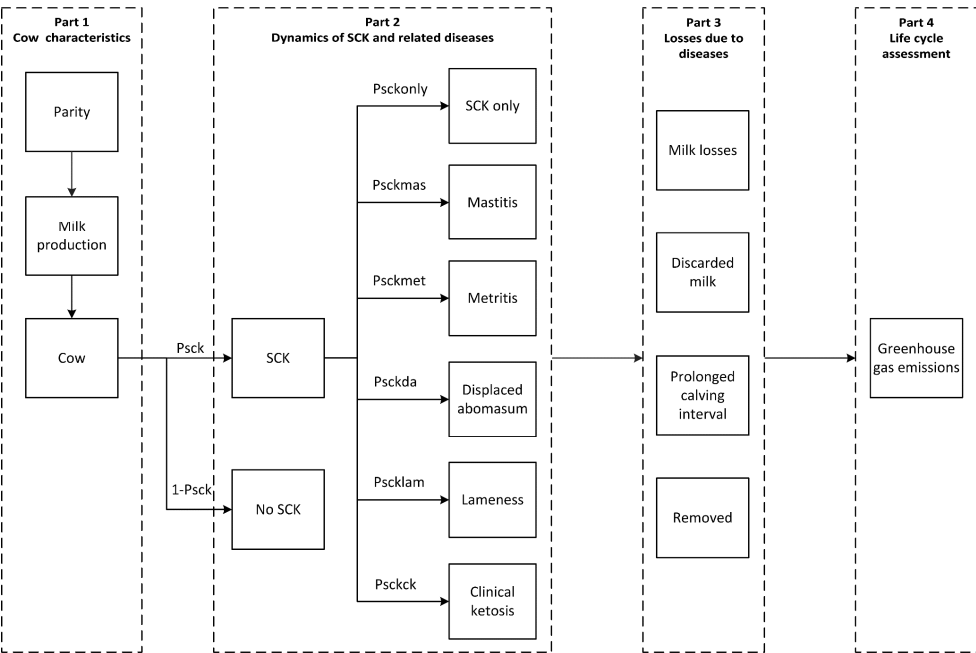 Part 1
Cow characteristics
Parity
Milk
production
Cow
Psck
1-Psck
Part 2
Dynamics of SCK and related diseases
SCK
No SCK
Psckonly
SCK only
Psckmas
Mastitis
Psckmet
Metritis
Psckda
Displaced
abomasum
Pscklam
Lameness
Psckck
Clinical
ketosis
Part 3
Losses due to
diseases
Milk losses
Discarded
milk
Prolonged
calving
interval
Removed
Part 4
Life cycle
assessment
Greenhouse
gas emissions